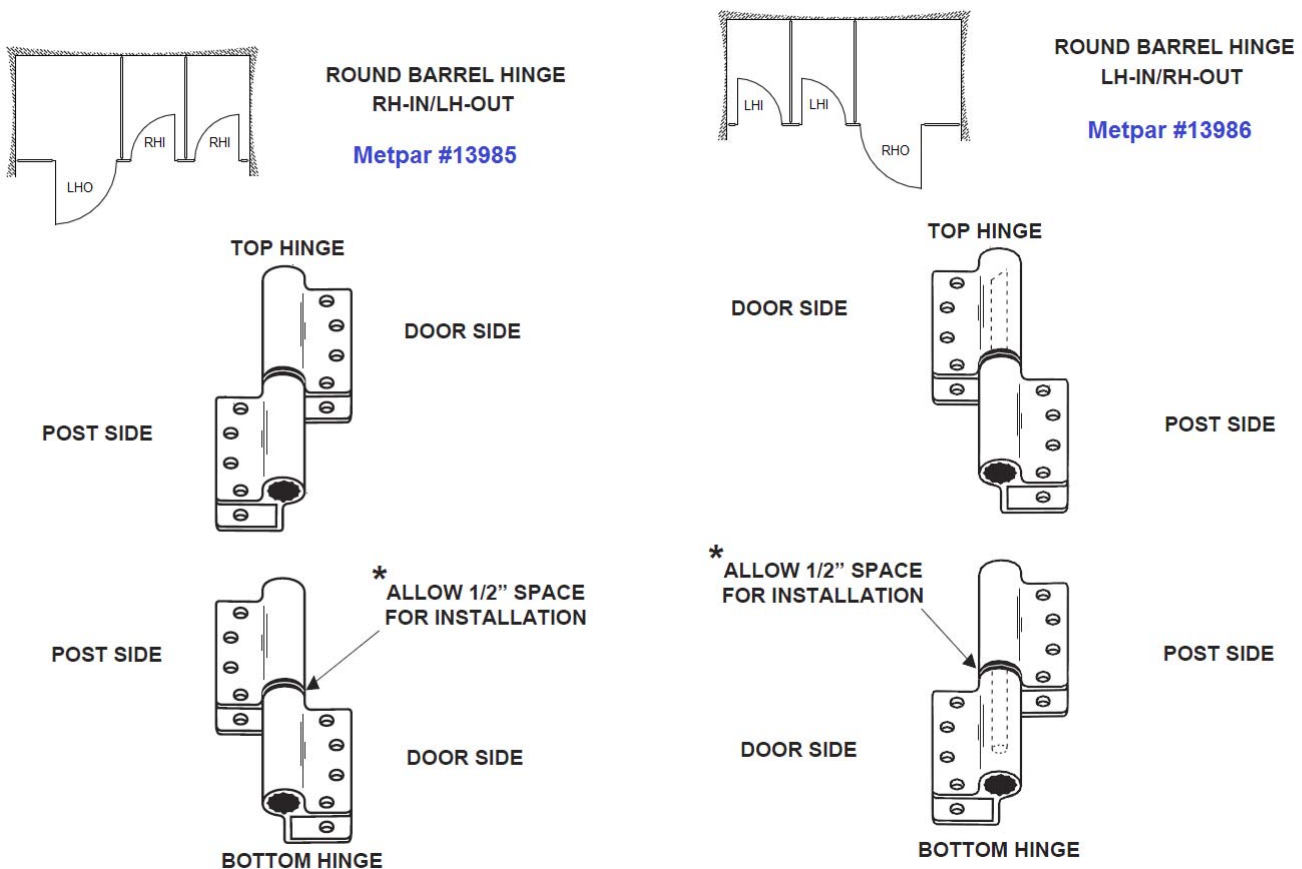 ROUND BARREL HINGE
RH-IN/LH-OUT
Metpar #13985
RHI
RHI
LHO
TOP HINGE
DOOR SIDE
POST SIDE
*
ALLOW 1/2” SPACE
FOR INSTALLATION
POST SIDE
DOOR SIDE
BOTTOM HINGE
ROUND BARREL HINGE
LH-IN/RH-OUT
Metpar #13986
LHI
LHI
RHO
TOP HINGE
DOOR SIDE
POST SIDE
*
ALLOW 1/2” SPACE
FOR INSTALLATION
POST SIDE
DOOR SIDE
BOTTOM HINGE